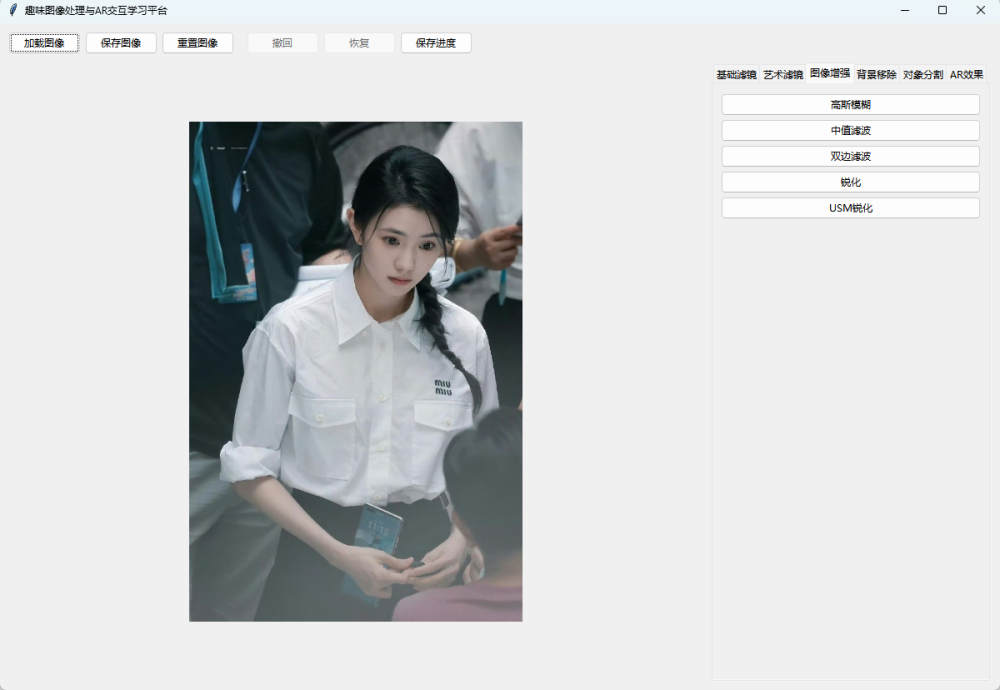 趣味图像处理与AR交互学习平台
加载图像 保存图像 重置图像 撤回 恢复 保存进度
基础滤镜 艺术滤镜 图像增强 背景移除 对象分割 AR效果
高斯模糊
中值滤波
双边滤波
锐化
USM锐化
MIU
MIU
11:15